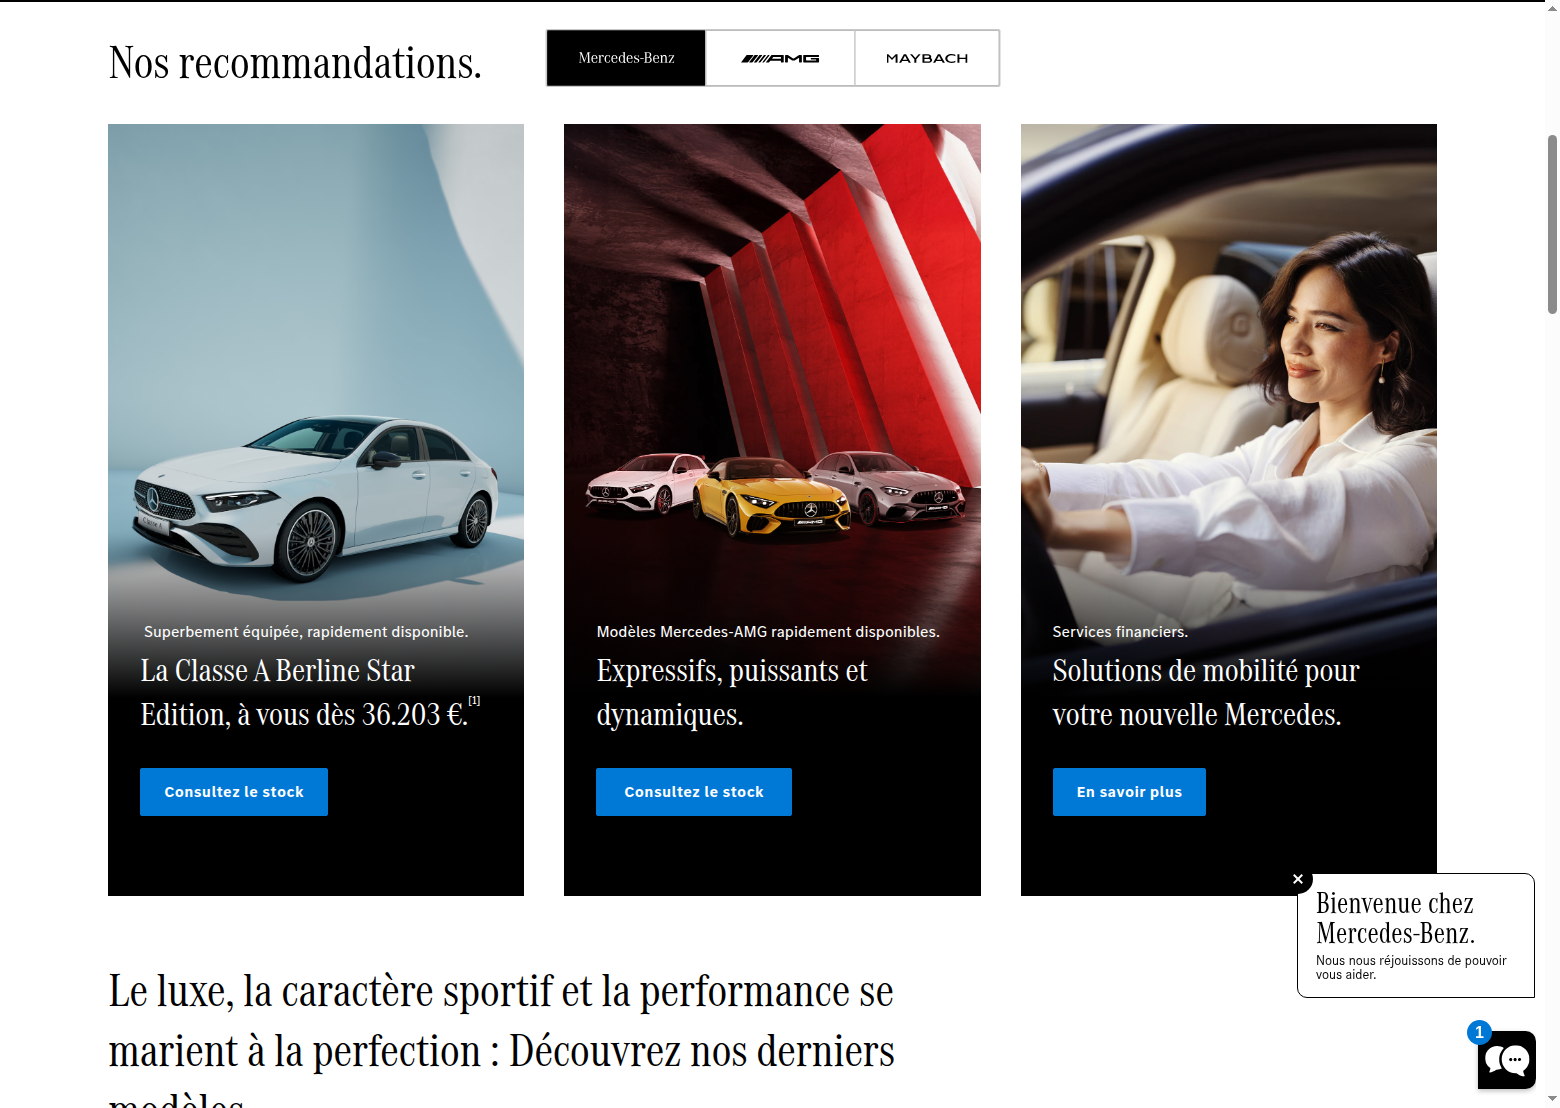 Nos recommandations.
Mercedes-Benz
AMG
MAYBACH
Superbement équipée, rapidement disponible.
La Classe A Berline Star
Edition, à vous dès 36.203 €.[1]
Consultez le stock
Modèles Mercedes-AMG rapidement disponibles.
Expressifs, puissants et
dynamiques.
Consultez le stock
Services financiers.
Solutions de mobilité pour
votre nouvelle Mercedes.
En savoir plus
Bienvenue chez
Mercedes-Benz.
Nous nous réjouissons de pouvoir
vous aider.
1
Le luxe, la caractère sportif et la performance se
marient à la perfection : Découvrez nos derniers
modèles